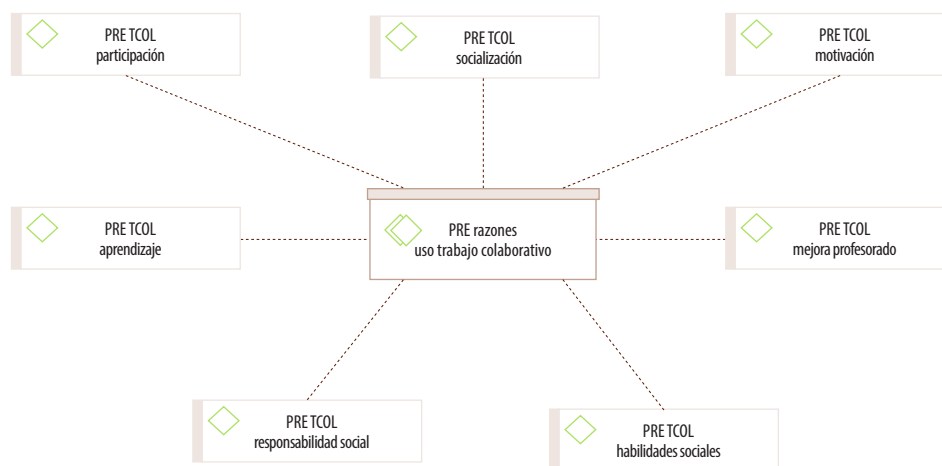 PRE TCOL
participación
PRE TCOL
socialización
PRE TCOL
motivación
PRE TCOL
aprendizaje
PRE razones
uso trabajo colaborativo
PRE TCOL
mejora profesorado
PRE TCOL
responsabilidad social
PRE TCOL
habilidades sociales